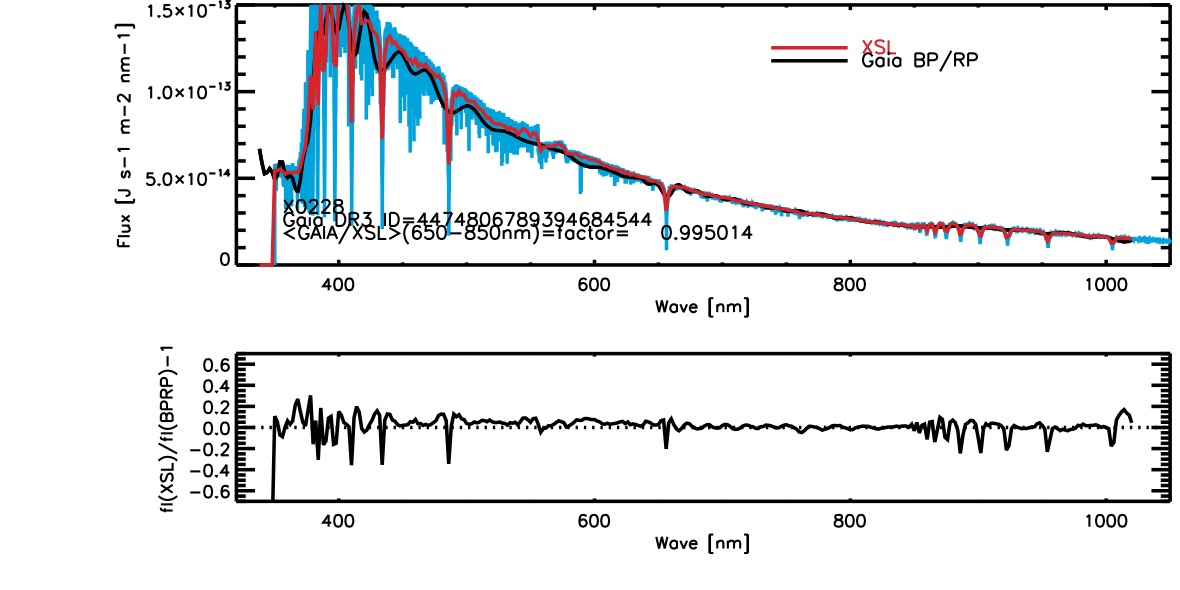 1.5×10−13
1.0×10−13
5.0×10−14
0
Flux [J s−1 m−2 nm−1]
XSL
Gaia BP/RP
X0228
Gaia DR3 ID=4474806789394684544
<GAIA/XSL>(650−850nm)=factor= 0.995014
400 600 800 1000
Wave [nm]
fl(XSL)/fl(BPRP)−1
0.6
0.4
0.2
0.0
−0.2
−0.4
−0.6
400 600 800 1000
Wave [nm]